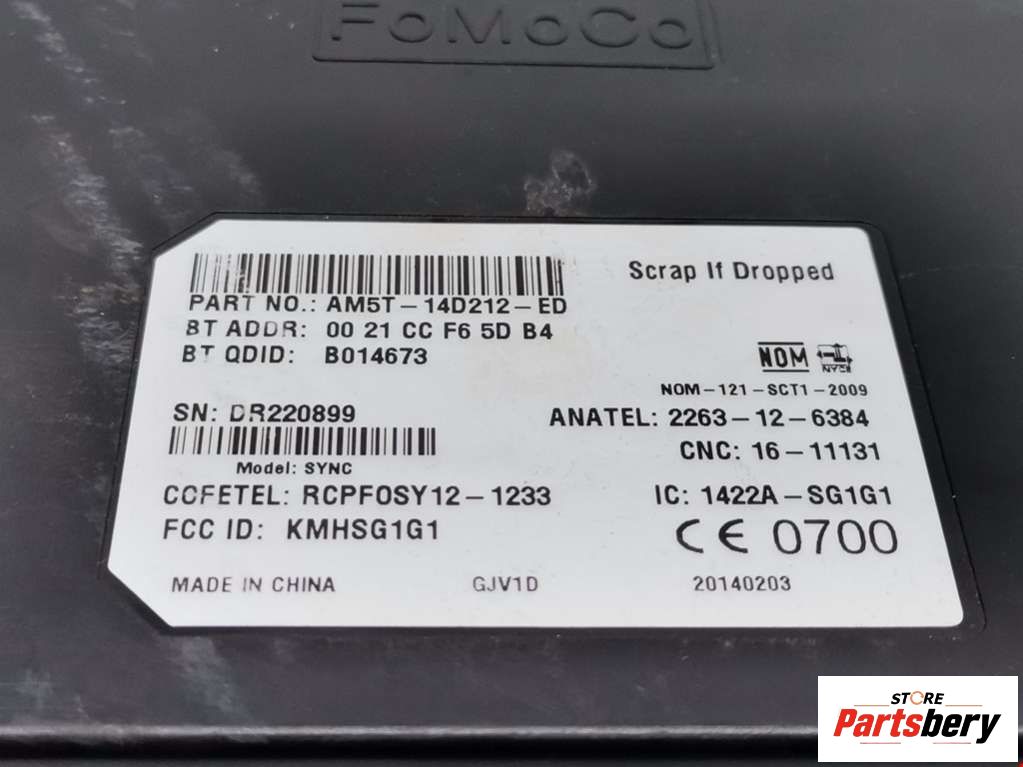 FoMoCo
Scrap If Dropped
PART NO.: AM5T-14D212-ED
BT ADDR: 00 21 CC F6 5D B4
BT QDID: B014673
NOM
NYCE
NOM-121-SCT1-2009
SN: DR220899
ANATEL: 2263-12-6384
CNC: 16-11131
Model: SYNC
COFETEL: RCPFOSY12-1233
IC: 1422A-SG1G1
FCC ID: KMHSG1G1
CE 0700
MADE IN CHINA
GJV1D
20140203
STORE
Partsbery